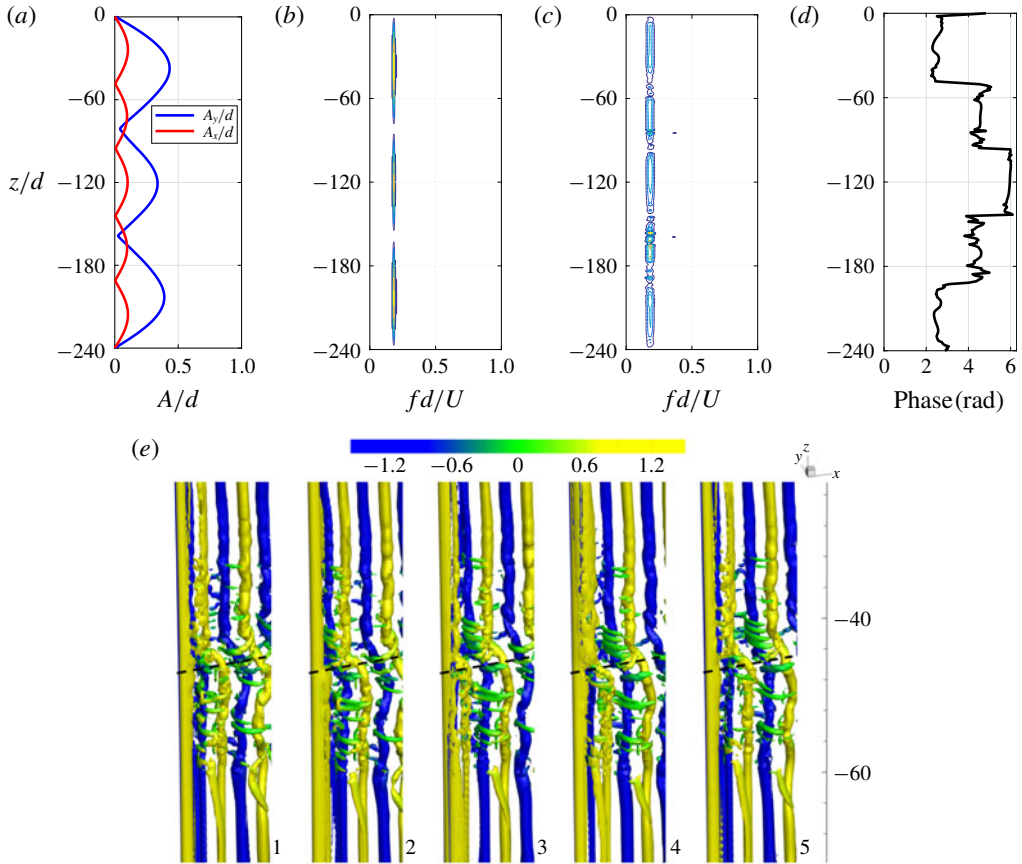 (a) (b) (c) (d)
0 0 0 0
−60 −60 −60 −60
A_y/d
A_x/d
z/d −120 −120 −120 −120
−180 −180 −180 −180
−240 −240 −240 −240
0 0.5 1.0 0 0.5 1.0 0 0.5 1.0 0 2 4 6
A/d fd/U fd/U Phase (rad)
(e)
−1.2 −0.6 0 0.6 1.2
y z x
−40
−60
1 2 3 4 5